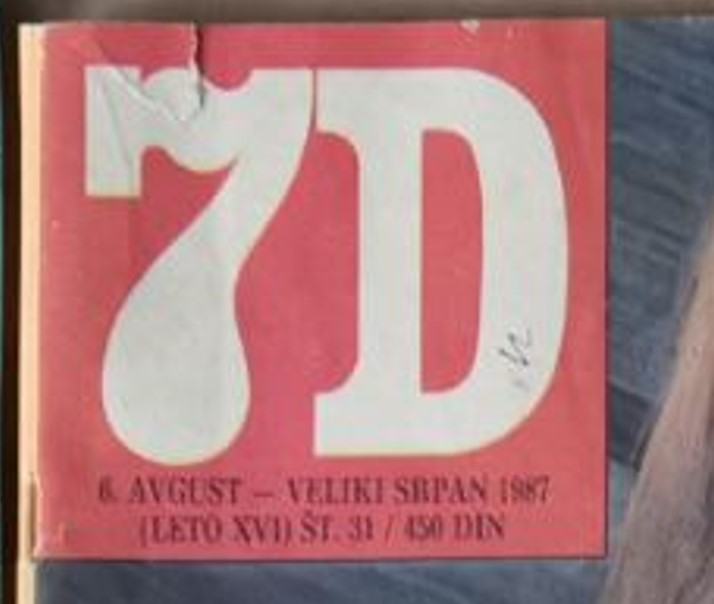 7D
6. AVGUST – VELIKI SRPAN 1987
(LETO XVI) ŠT. 31 / 450 DIN